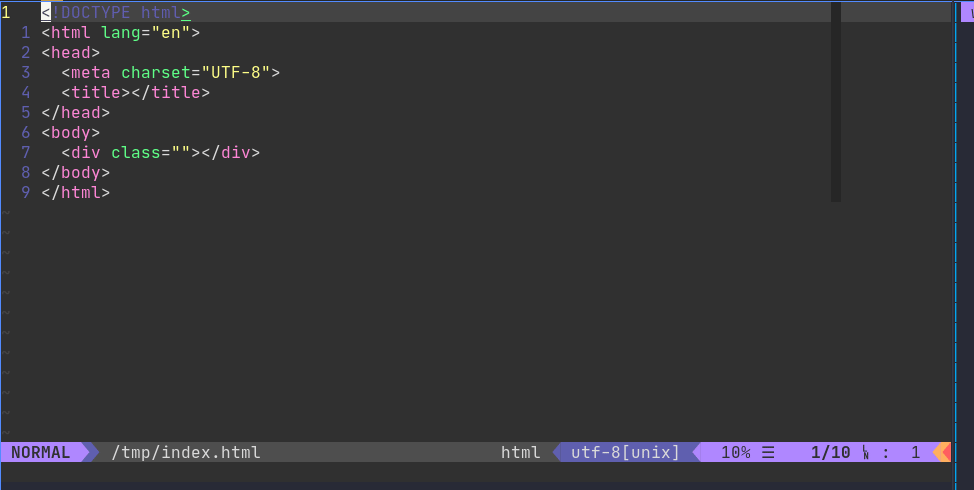 1 <!DOCTYPE html>
1 <html lang="en">
2 <head>
3   <meta charset="UTF-8">
4   <title></title>
5 </head>
6 <body>
7   <div class=""></div>
8 </body>
9 </html>
~
~
~
~
~
~
~
~
~
~
~
~
NORMAL /tmp/index.html html utf-8[unix] 10% ☰ 1/10 ㏑ : 1